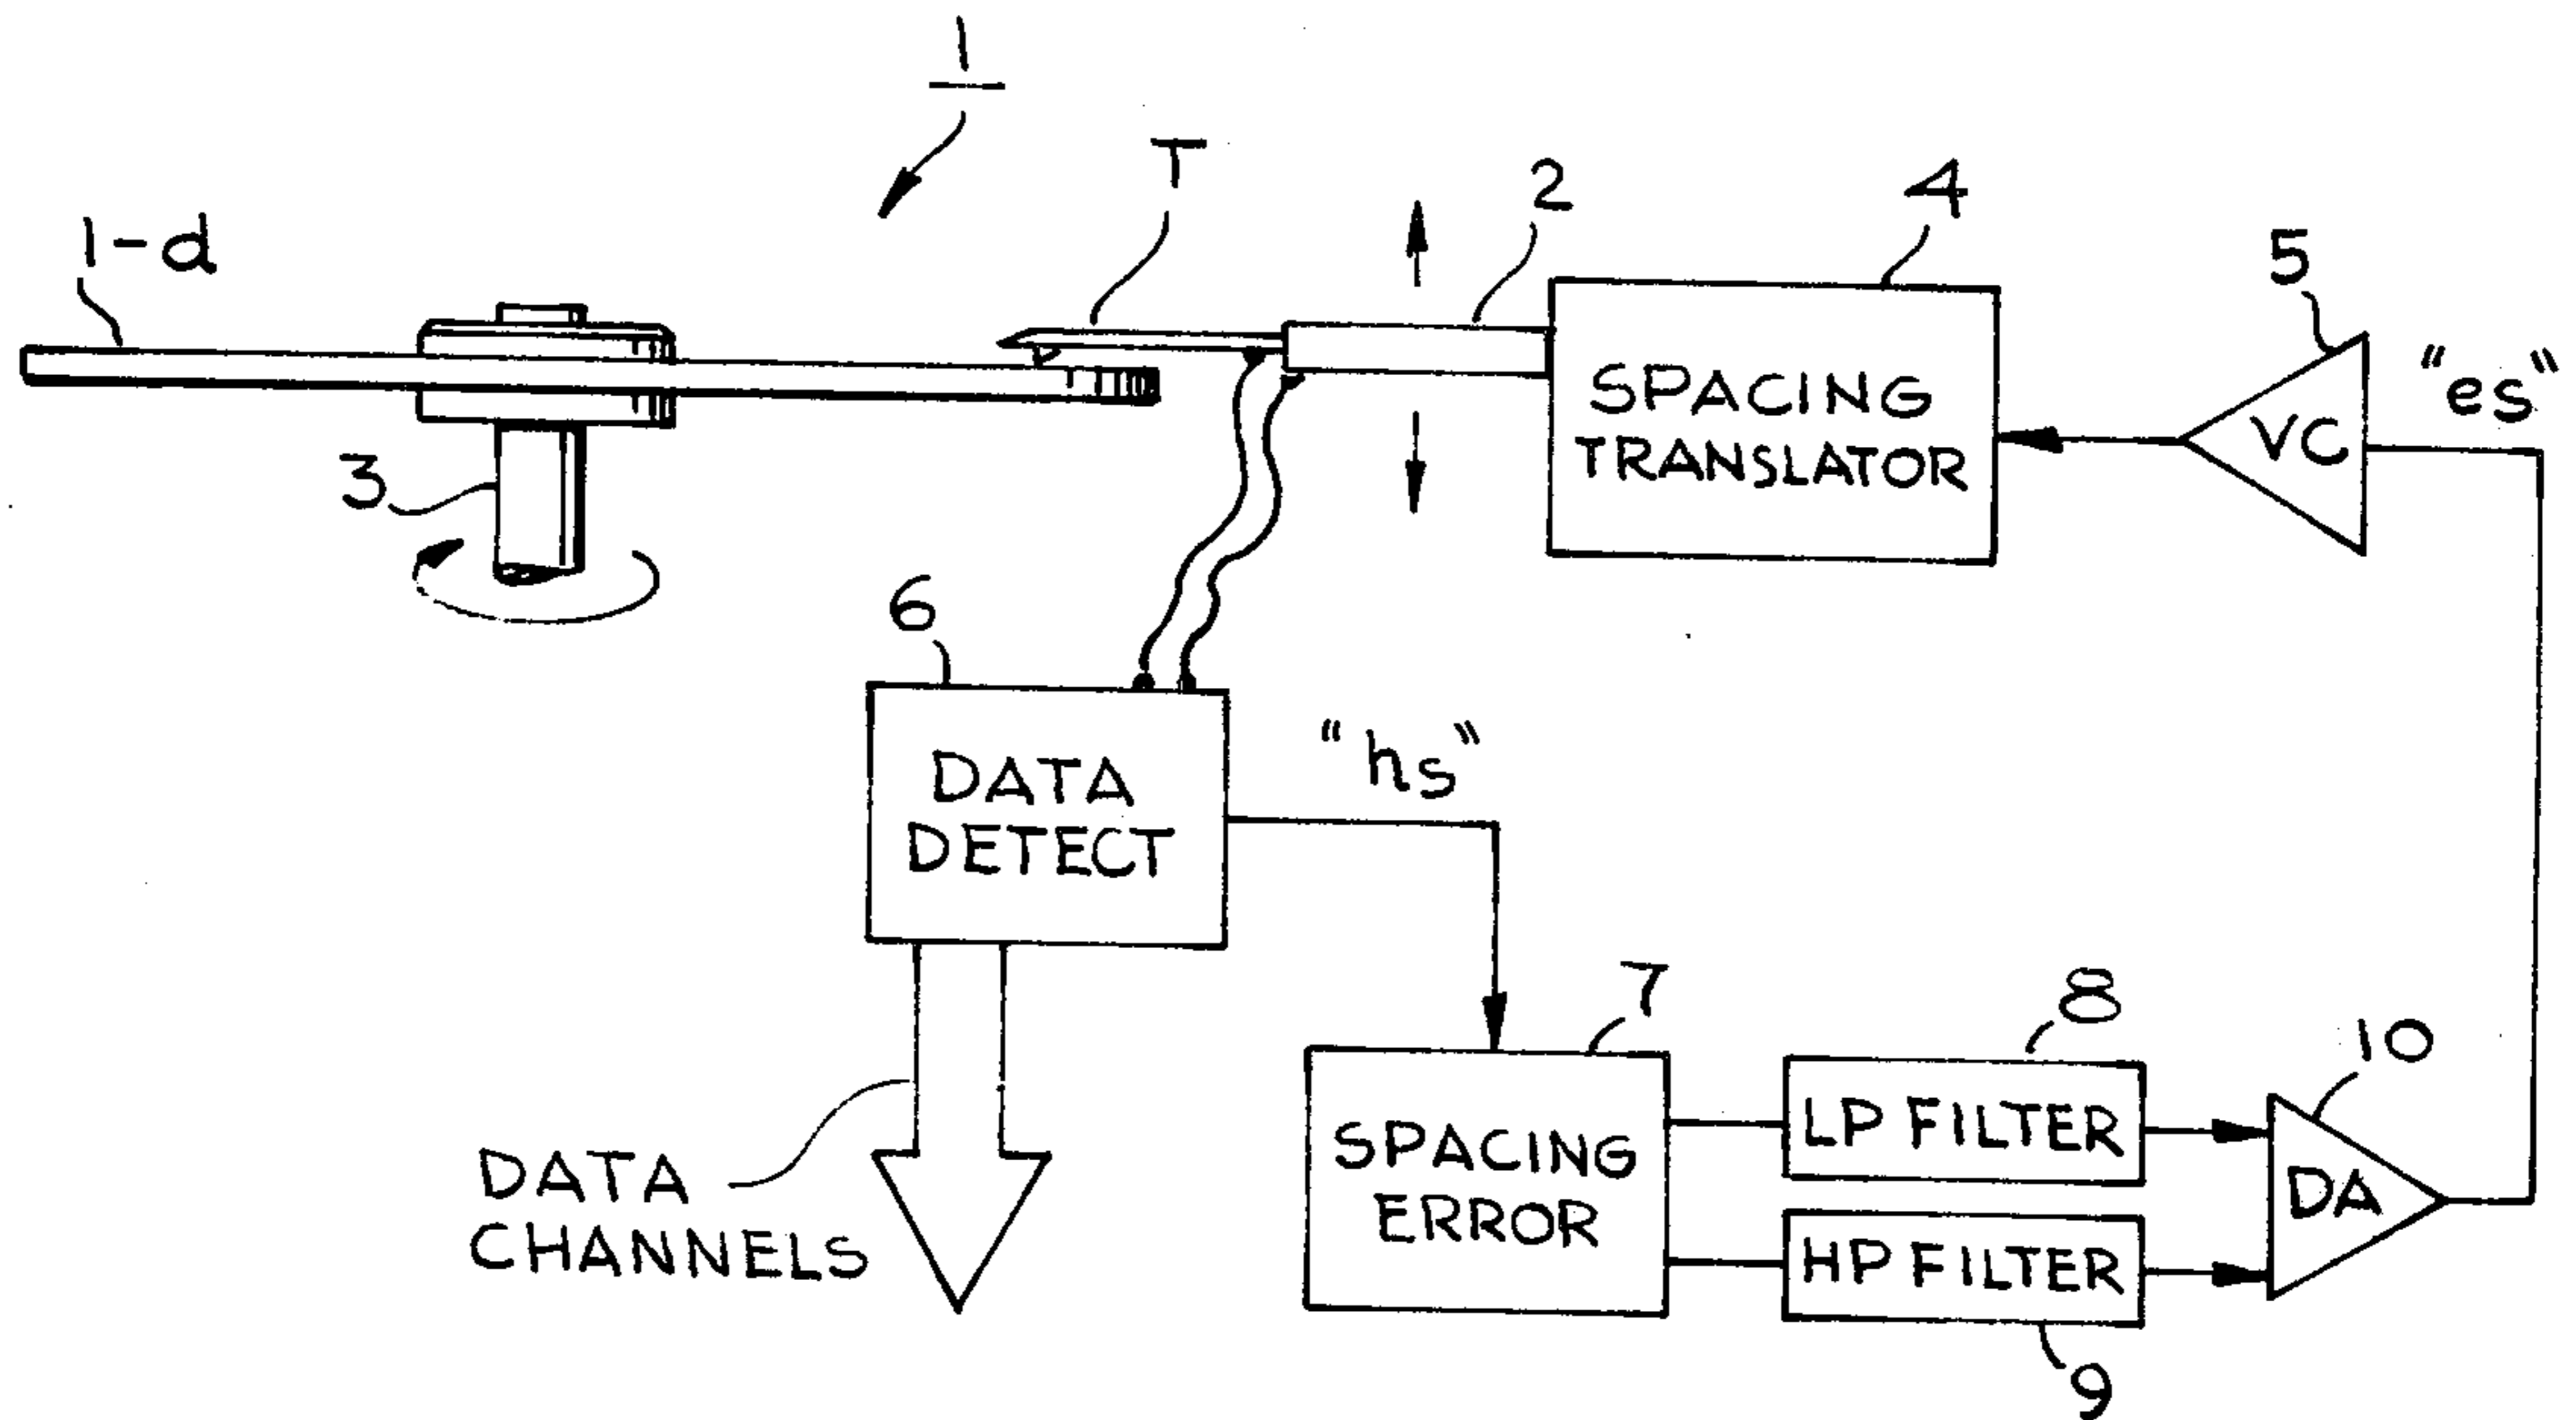 1
T
2
4
1-d
5
"es"
VC
SPACING
TRANSLATOR
3
6
"hs"
DATA
DETECT
7
8
10
LP FILTER
SPACING
ERROR
DA
HP FILTER
DATA
CHANNELS
9